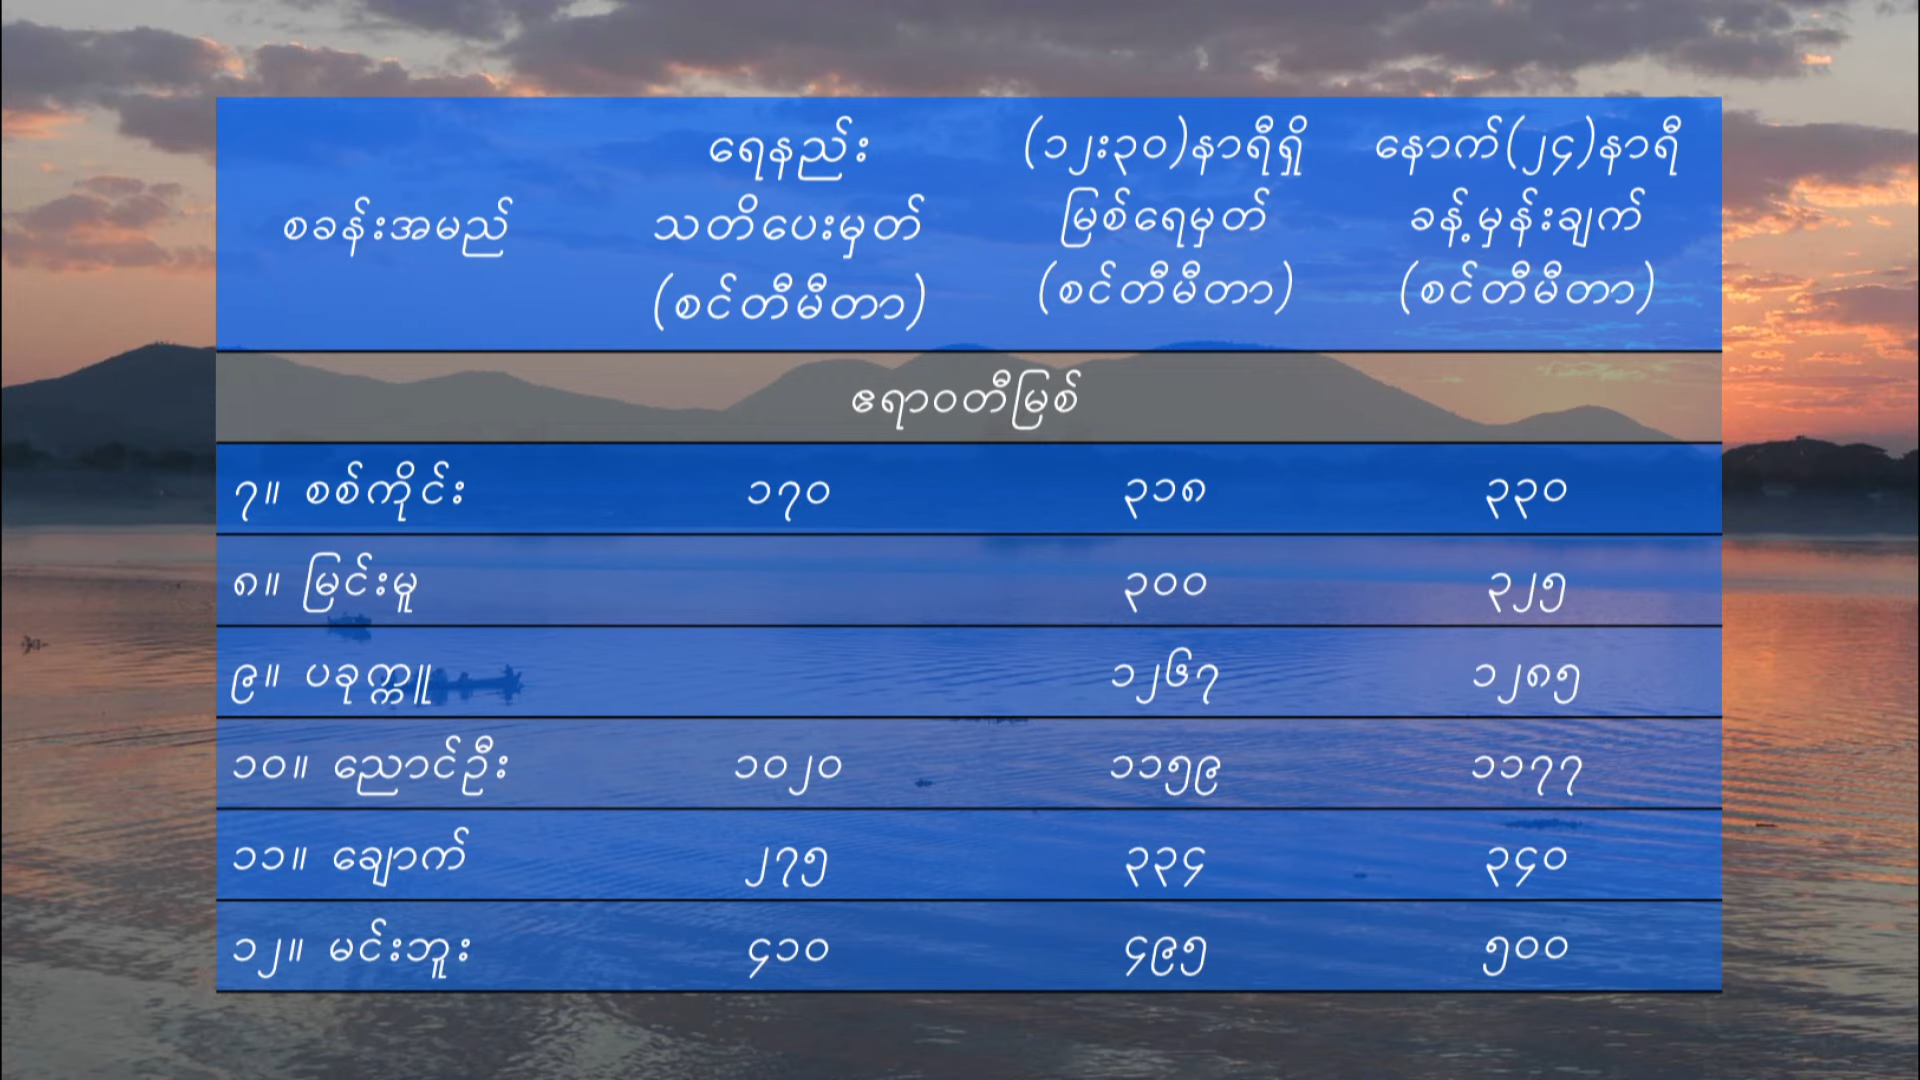 စခန်းအမည်
ရေနည်း
သတိပေးမှတ်
(စင်တီမီတာ)
(၁၂း၃၀)နာရီရှိ
မြစ်ရေမှတ်
(စင်တီမီတာ)
နောက်(၂၄)နာရီ
ခန့်မှန်းချက်
(စင်တီမီတာ)
ဧရာဝတီမြစ်
၇။ စစ်ကိုင်း ၁၇၀ ၃၁၈ ၃၃၀
၈။ မြင်းမူ ၃၀၀ ၃၂၅
၉။ ပခုက္ကူ ၁၂၆၇ ၁၂၈၅
၁၀။ ညောင်ဦး ၁၀၂၀ ၁၁၅၉ ၁၁၇၇
၁၁။ ချောက် ၂၇၅ ၃၃၄ ၃၄၀
၁၂။ မင်းဘူး ၄၁၀ ၄၉၅ ၅၀၀